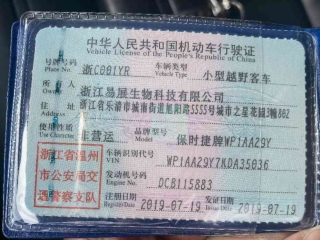 中华人民共和国机动车行驶证
Vehicle License of the People's Republic of China
号牌号码 Plate No. 浙C001YR 车辆类型 Vehicle Type 小型越野客车
所有人 Owner 浙江易展生物科技有限公司
住址 浙江省乐清市城南街道旭阳路5555号城市之星花园3幢802
使用性质 非营运 品牌型号 Model 保时捷牌WP1AA29Y
浙江省温州市公安局交通警察支队
车辆识别代号 VIN WP1AA29Y7KDA35036
发动机号码 Engine No. DCB115883
注册日期 Register Date 2019-07-19 发证日期 Issue Date 2019-07-19